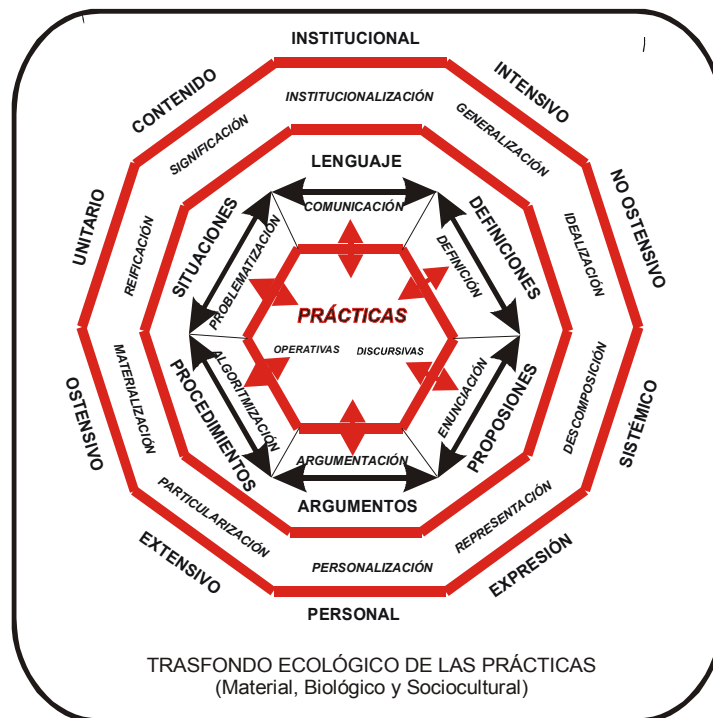 INSTITUCIONAL
CONTENIDO
INTENSIVO
INSTITUCIONALIZACIÓN
SIGNIFICACIÓN
GENERALIZACIÓN
LENGUAJE
UNITARIO
NO OSTENSIVO
REIFICACIÓN
SITUACIONES
COMUNICACIÓN
DEFINICIONES
IDEALIZACIÓN
PROBLEMATIZACIÓN
DEFINICIÓN
PRÁCTICAS
OPERATIVAS
DISCURSIVAS
OSTENSIVO
MATERIALIZACIÓN
PROCEDIMIENTOS
ALGORITMIZACIÓN
ENUNCIACIÓN
PROPOSIONES
DESCOMPOSICIÓN
SISTÉMICO
ARGUMENTACIÓN
ARGUMENTOS
PARTICULARIZACIÓN
REPRESENTACIÓN
EXTENSIVO
PERSONALIZACIÓN
EXPRESIÓN
PERSONAL
TRASFONDO ECOLÓGICO DE LAS PRÁCTICAS
(Material, Biológico y Sociocultural)